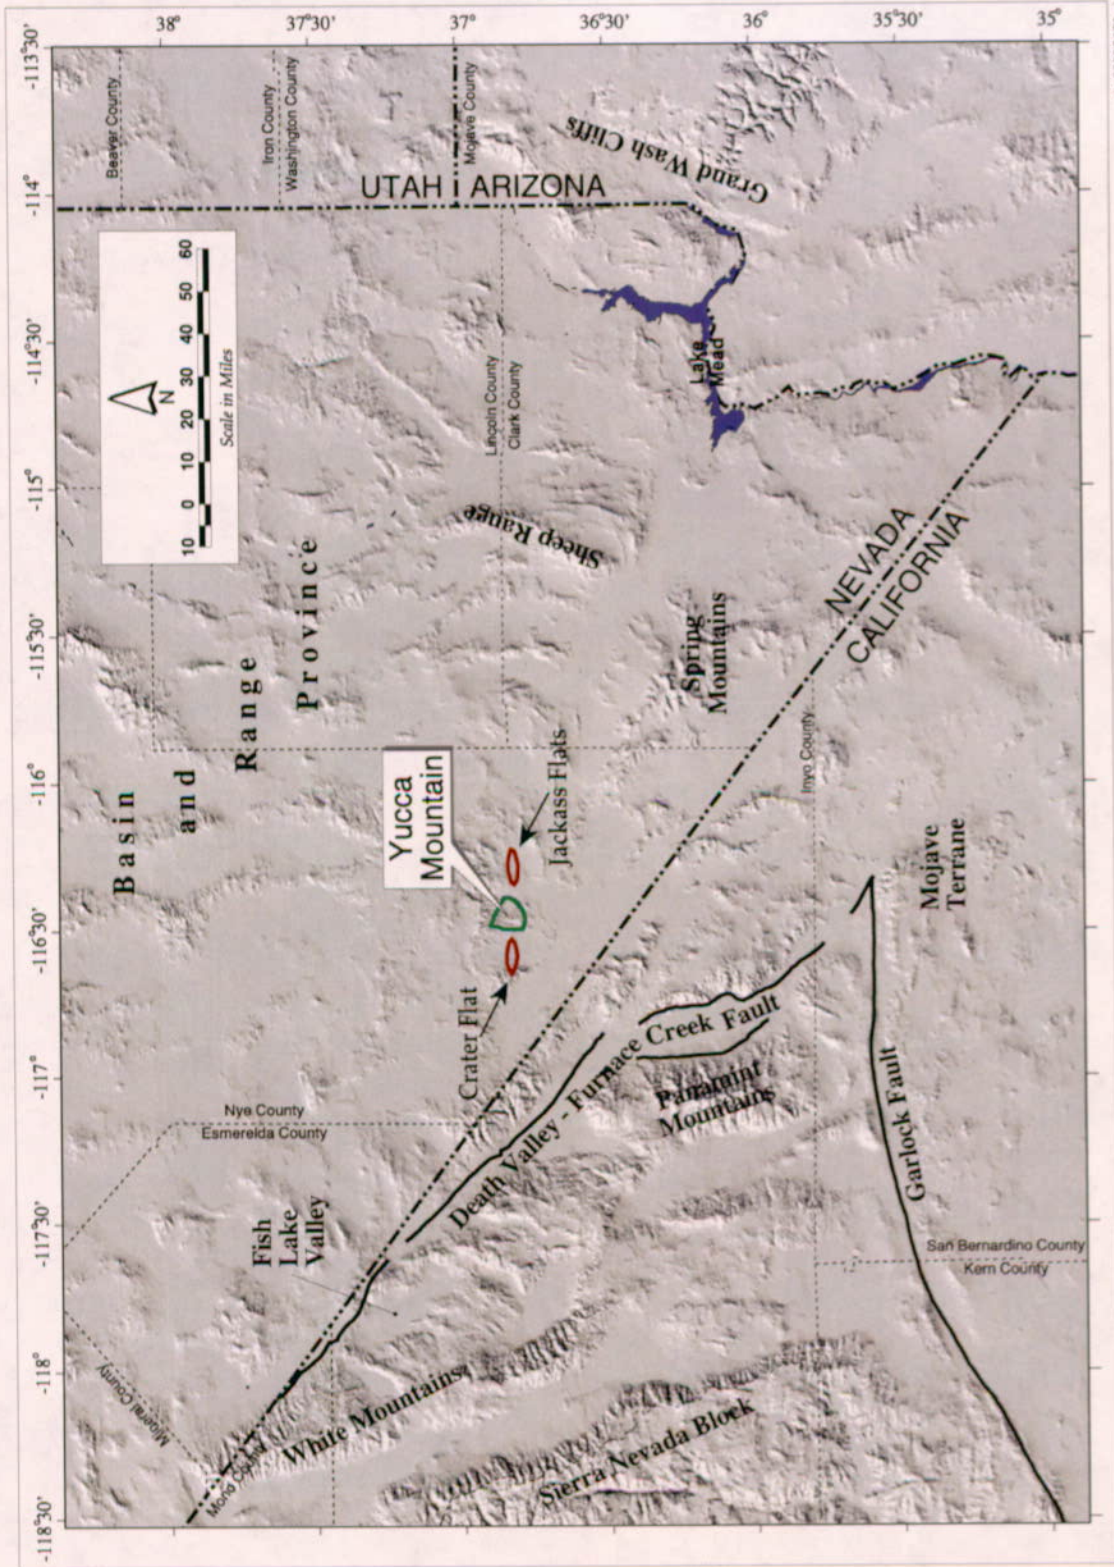 38°
37°30'
37°
36°30'
36°
35°30'
35°
-113°30'
-114°
-114°30'
-115°
-115°30'
-116°
-116°30'
-117°
-117°30'
-118°
-118°30'
Beaver County
Iron County
Washington County
Mojave County
UTAH
ARIZONA
Grand Wash Cliffs
N
10 0 10 20 30 40 50 60
Scale in Miles
Lincoln County
Clark County
Lake
Mead
Sheep Range
Basin
and
Range
Province
Spring
Mountains
NEVADA
CALIFORNIA
Yucca
Mountain
Jackass Flats
Crater Flat
Inyo County
Mojave
Terrane
Nye County
Esmerelda County
Death Valley - Furnace Creek Fault
Panamint
Mountains
Garlock Fault
Fish
Lake
Valley
San Bernardino County
Kern County
Mineral County
Mono County
White Mountains
Sierra Nevada Block